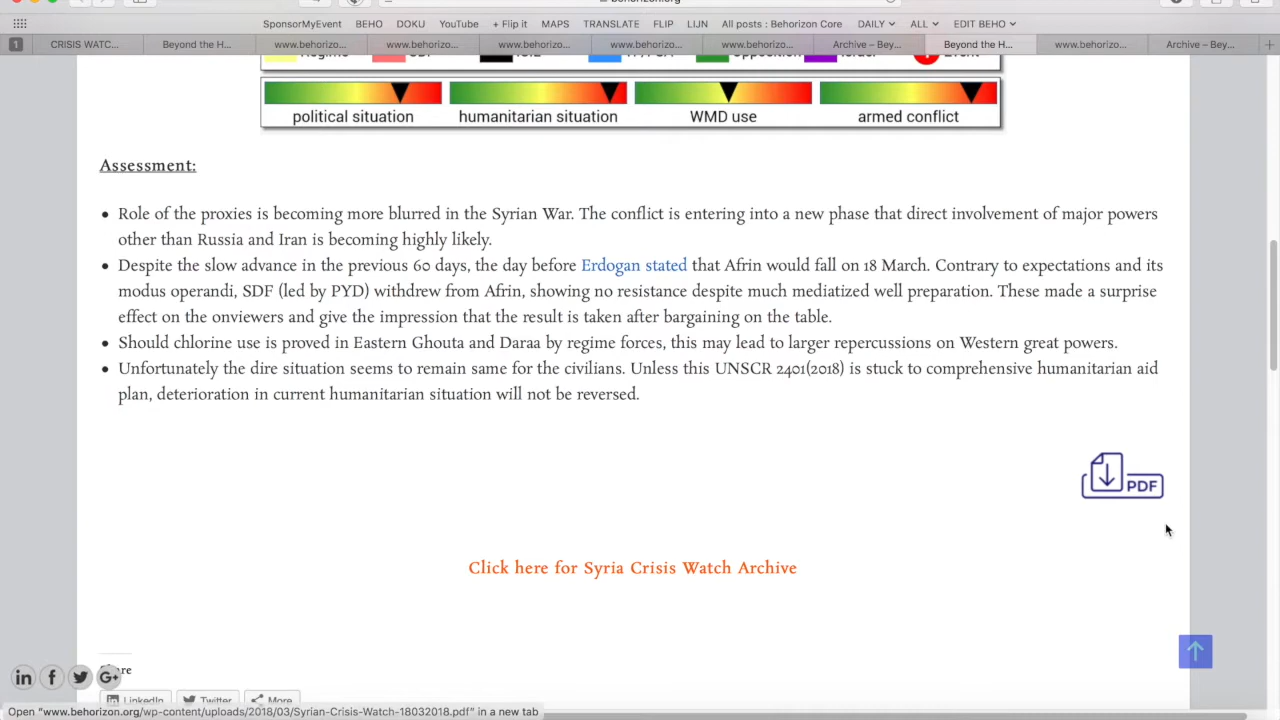 behorizon.org
SponsorMyEvent BEHO DOKU YouTube + Flip it MAPS TRANSLATE FLIP LIJN All posts : Behorizon Core DAILY ALL EDIT BEHO
1 CRISIS WATC... Beyond the H... www.behorizo... www.behorizo... www.behorizo... www.behorizo... www.behorizo... Archive – Bey... Beyond the H... www.behorizo... Archive – Bey...
political situation humanitarian situation WMD use armed conflict
Assessment:
Role of the proxies is becoming more blurred in the Syrian War. The conflict is entering into a new phase that direct involvement of major powers
other than Russia and Iran is becoming highly likely.
Despite the slow advance in the previous 60 days, the day before Erdogan stated that Afrin would fall on 18 March. Contrary to expectations and its
modus operandi, SDF (led by PYD) withdrew from Afrin, showing no resistance despite much mediatized well preparation. These made a surprise
effect on the onviewers and give the impression that the result is taken after bargaining on the table.
Should chlorine use is proved in Eastern Ghouta and Daraa by regime forces, this may lead to larger repercussions on Western great powers.
Unfortunately the dire situation seems to remain same for the civilians. Unless this UNSCR 2401(2018) is stuck to comprehensive humanitarian aid
plan, deterioration in current humanitarian situation will not be reversed.
PDF
Click here for Syria Crisis Watch Archive
Share
in f G+
LinkedIn Twitter More
Open "www.behorizon.org/wp-content/uploads/2018/03/Syrian-Crisis-Watch-18032018.pdf" in a new tab